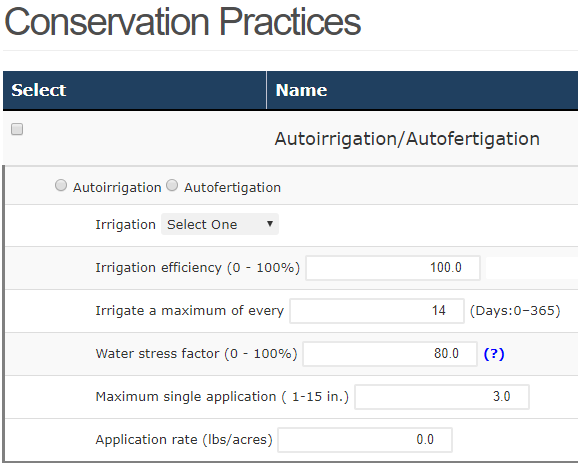 Conservation Practices
Select Name
Autoirrigation/Autofertigation
Autoirrigation Autofertigation
Irrigation Select One
Irrigation efficiency (0 - 100%) 100.0
Irrigate a maximum of every 14 (Days:0–365)
Water stress factor (0 - 100%) 80.0 (?)
Maximum single application ( 1-15 in.) 3.0
Application rate (lbs/acres) 0.0